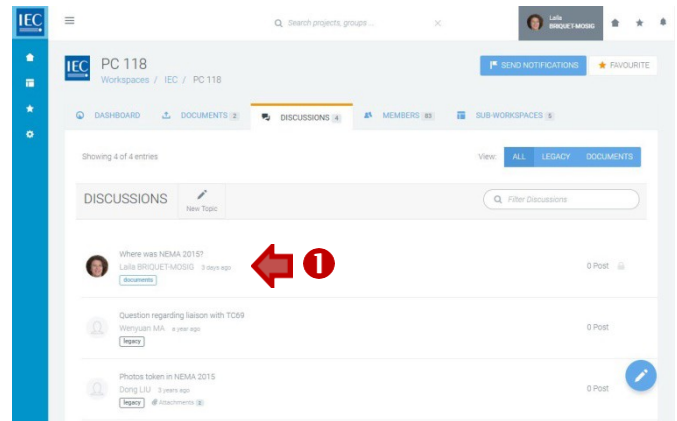 IEC
Search projects, groups ...
Laila
BRIQUET-MOSIG
IEC
PC 118
Workspaces / IEC / PC 118
SEND NOTIFICATIONS
FAVOURITE
DASHBOARD
DOCUMENTS 2
DISCUSSIONS 4
MEMBERS 83
SUB-WORKSPACES 5
Showing 4 of 4 entries
View: ALL LEGACY DOCUMENTS
DISCUSSIONS
New Topic
Filter Discussions
Where was NEMA 2015?
Laila BRIQUET-MOSIG 3 days ago
documents
0 Post
1
Question regarding liaison with TC69
Wenyuan MA a year ago
legacy
0 Post
Photos token in NEMA 2015
Dong LIU 3 years ago
legacy Attachments
0 Post